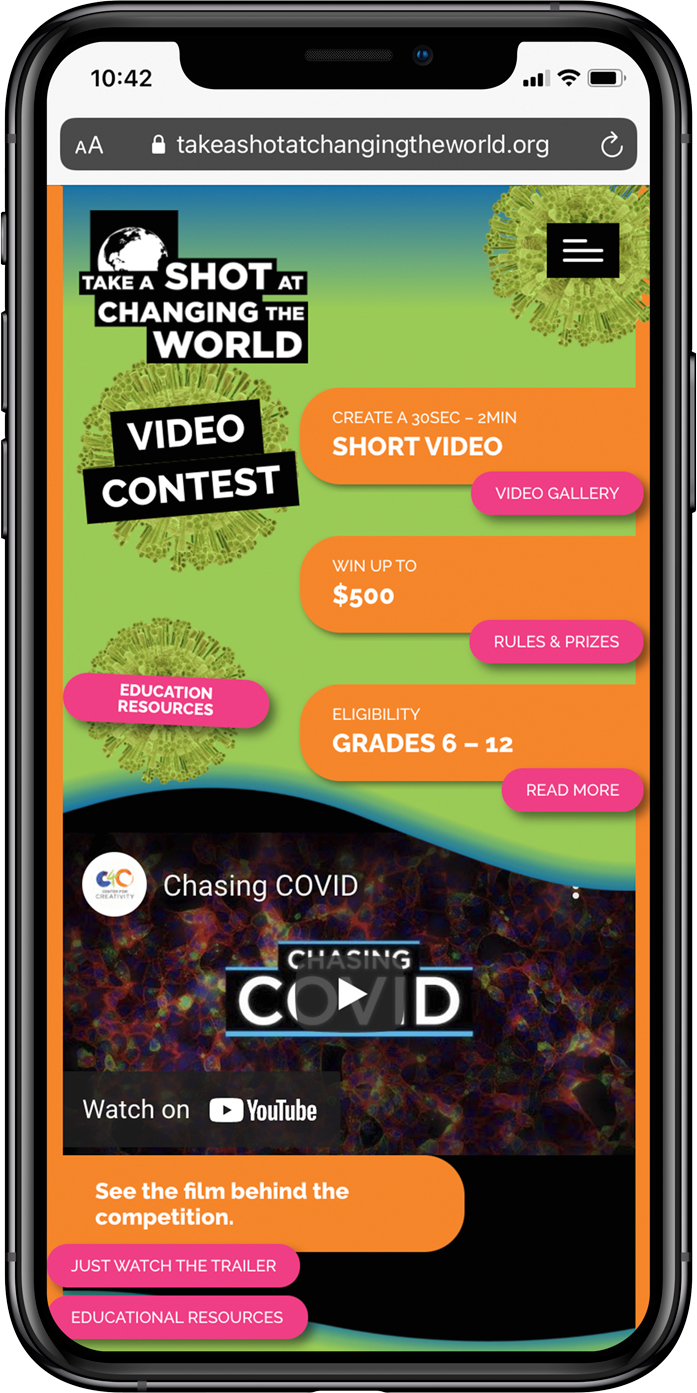 10:42
AA takeashotatchangingtheworld.org
TAKE A SHOT AT
CHANGING THE
WORLD
VIDEO
CONTEST
CREATE A 30SEC – 2MIN
SHORT VIDEO
VIDEO GALLERY
WIN UP TO
$500
RULES & PRIZES
EDUCATION
RESOURCES
ELIGIBILITY
GRADES 6 – 12
READ MORE
C4C
CENTER FOR
CREATIVITY
Chasing COVID
CHASING
COVID
Watch on YouTube
See the film behind the
competition.
JUST WATCH THE TRAILER
EDUCATIONAL RESOURCES